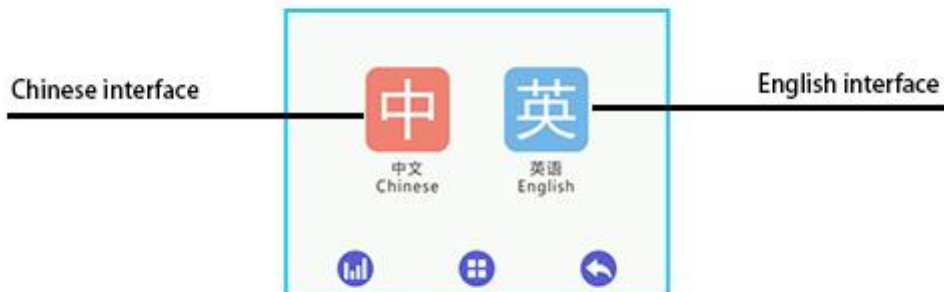 Chinese interface
English interface
中
英
中文
Chinese
英语
English